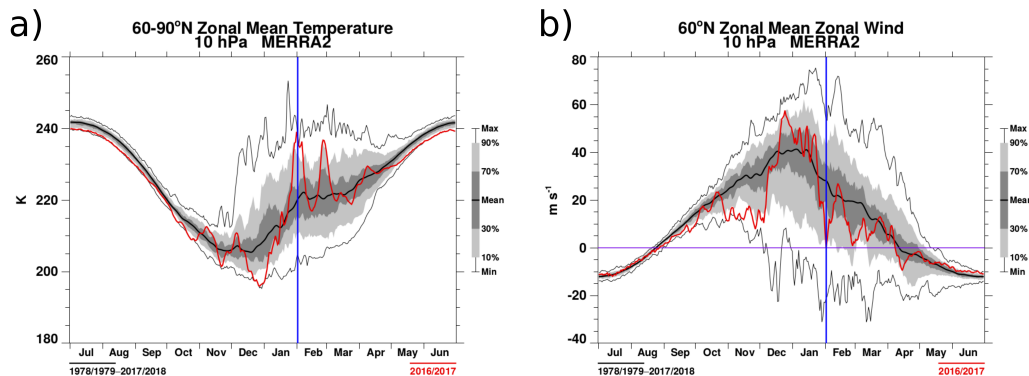 a)
60-90°N Zonal Mean Temperature
10 hPa MERRA2
260
240
220
200
180
K
Jul Aug Sep Oct Nov Dec Jan Feb Mar Apr May Jun
1978/1979–2017/2018
2016/2017
Max
90%
70%
Mean
30%
10%
Min
b)
60°N Zonal Mean Zonal Wind
10 hPa MERRA2
80
60
40
20
0
-20
-40
m s⁻¹
Jul Aug Sep Oct Nov Dec Jan Feb Mar Apr May Jun
1978/1979–2017/2018
2016/2017
Max
90%
70%
Mean
30%
10%
Min